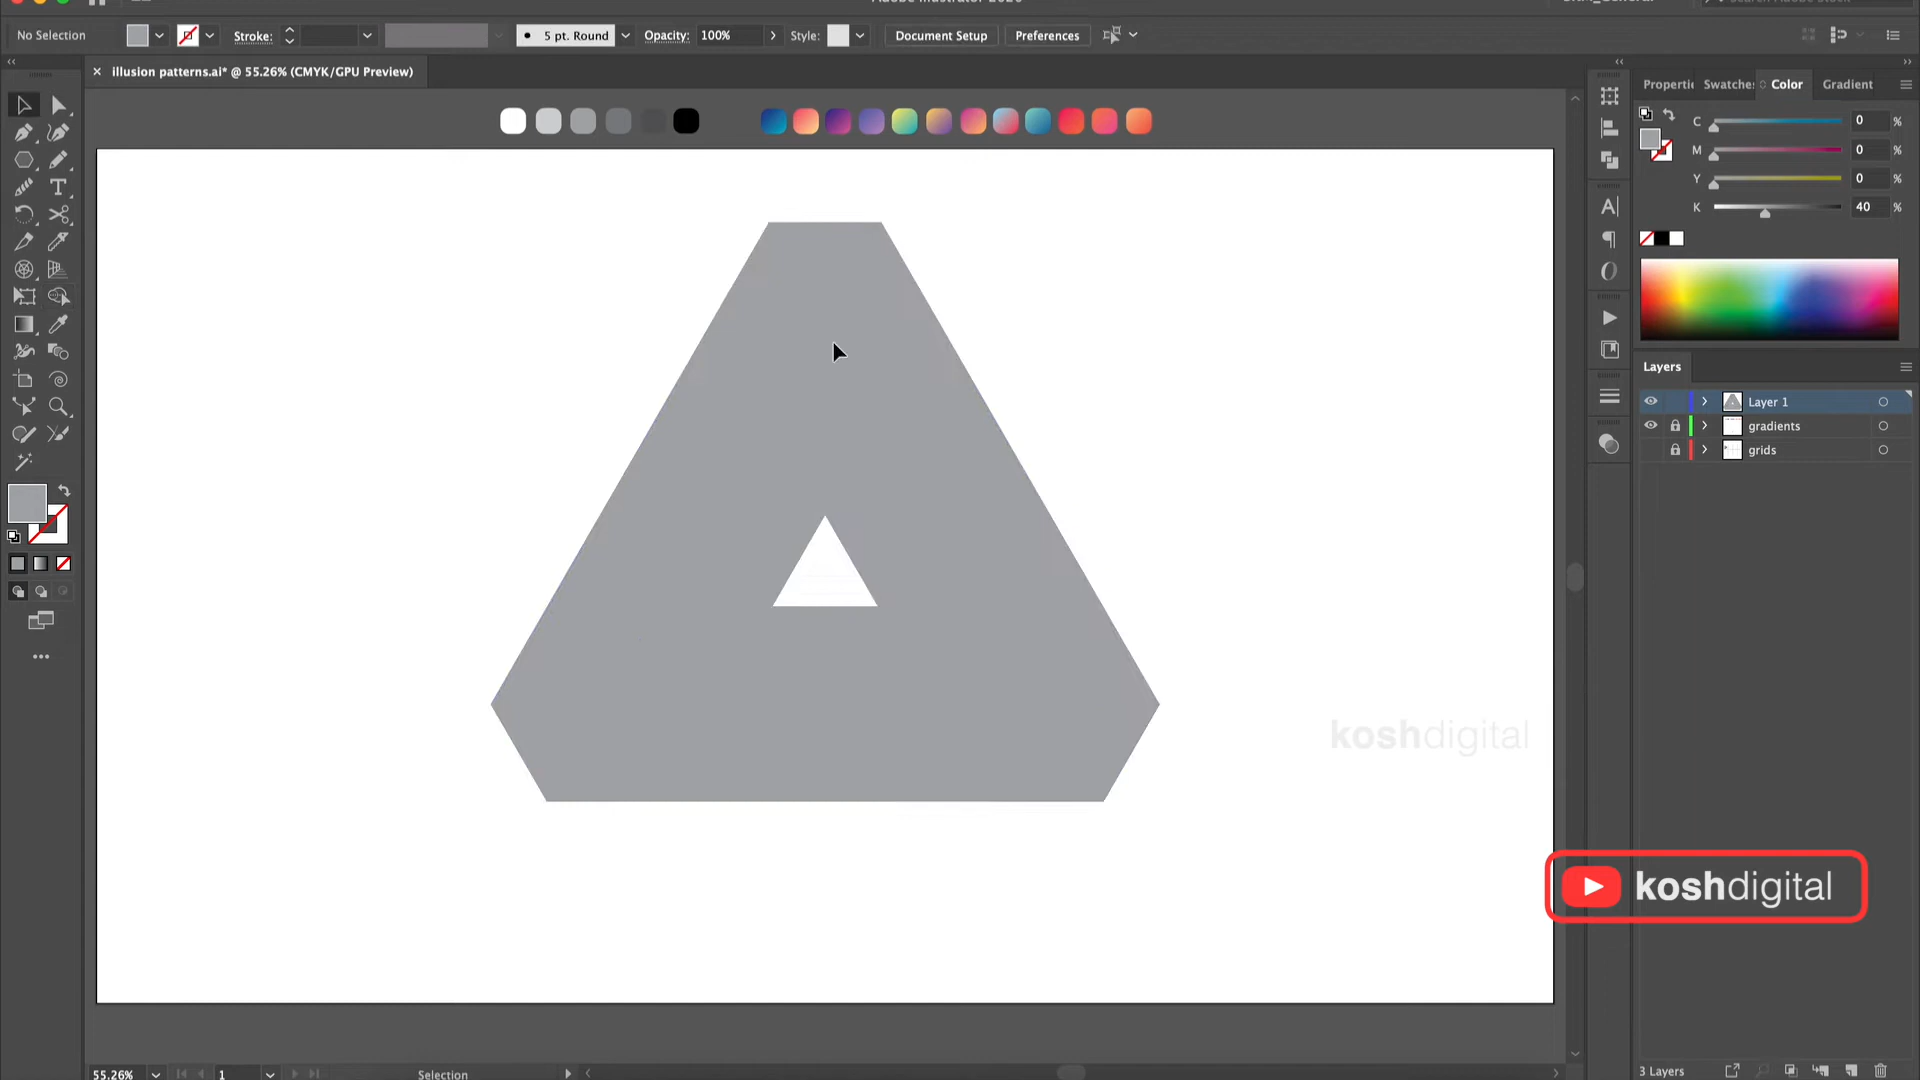 No Selection
Stroke:
5 pt. Round
Opacity: 100%
Style:
Document Setup
Preferences
× illusion patterns.ai* @ 55.26% (CMYK/GPU Preview)
Swatches
Color
Gradient
C 0 %
M 0 %
Y 0 %
K 40 %
Layers
Layer 1
gradients
grids
koshdigital
koshdigital
55.26%
1
Selection
3 Layers